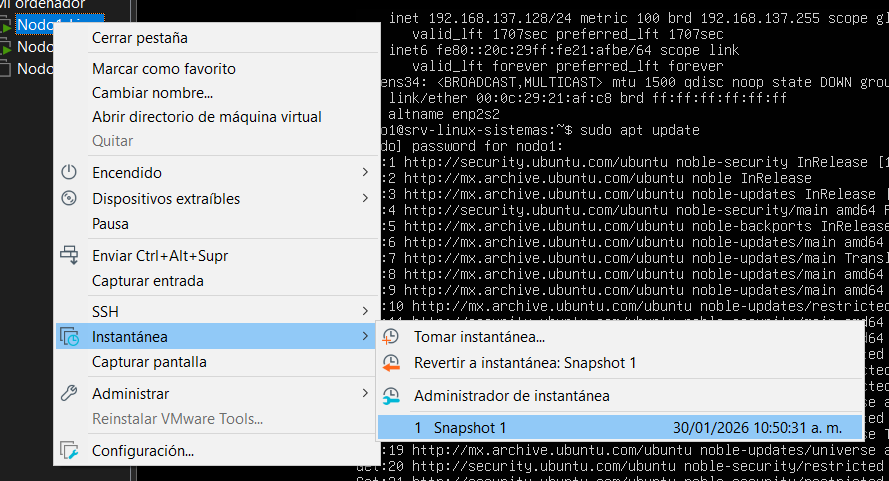 Mi ordenador
Nodo1
Nodo
Nodo
Cerrar pestaña
Marcar como favorito
Cambiar nombre...
Abrir directorio de máquina virtual
Quitar
Encendido
Dispositivos extraíbles
Pausa
Enviar Ctrl+Alt+Supr
Capturar entrada
SSH
Instantánea
Capturar pantalla
Administrar
Reinstalar VMware Tools...
Configuración...
Tomar instantánea...
Revertir a instantánea: Snapshot 1
Administrador de instantánea
1 Snapshot 1 30/01/2026 10:50:31 a. m.
inet 192.168.137.128/24 metric 100 brd 192.168.137.255 scope gl
valid_lft 1707sec preferred_lft 1707sec
inet6 fe80::20c:29ff:fe21:afbe/64 scope link
valid_lft forever preferred_lft forever
ens34: <BROADCAST,MULTICAST> mtu 1500 qdisc noop state DOWN grou
link/ether 00:0c:29:21:af:c8 brd ff:ff:ff:ff:ff:ff
altname enp2s2
o1@srv-linux-sistemas:~$ sudo apt update
do] password for nodo1:
:1 http://security.ubuntu.com/ubuntu noble-security InRelease [1
:2 http://mx.archive.ubuntu.com/ubuntu noble InRelease
:3 http://mx.archive.ubuntu.com/ubuntu noble-updates InRelease [
:4 http://security.ubuntu.com/ubuntu noble-security/main amd64 P
:5 http://mx.archive.ubuntu.com/ubuntu noble-backports InRelease
:6 http://mx.archive.ubuntu.com/ubuntu noble-updates/main amd64
:7 http://mx.archive.ubuntu.com/ubuntu noble-updates/main Transl
:8 http://mx.archive.ubuntu.com/ubuntu noble-updates/main amd64
:9 http://mx.archive.ubuntu.com/ubuntu noble-updates/main amd64
:10 http://mx.archive.ubuntu.com/ubuntu noble-updates/restricted
:19 http://mx.archive.ubuntu.com/ubuntu noble-updates/universe a
Get:20 http://security.ubuntu.com/ubuntu noble-security/restricted